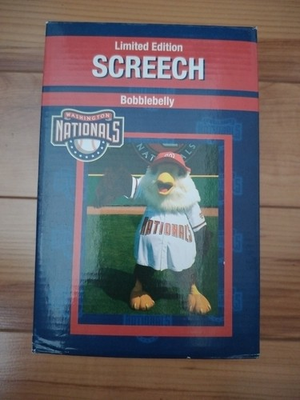 Limited Edition
SCREECH
Bobblebelly
WASHINGTON
NATIONALS
NATIONALS